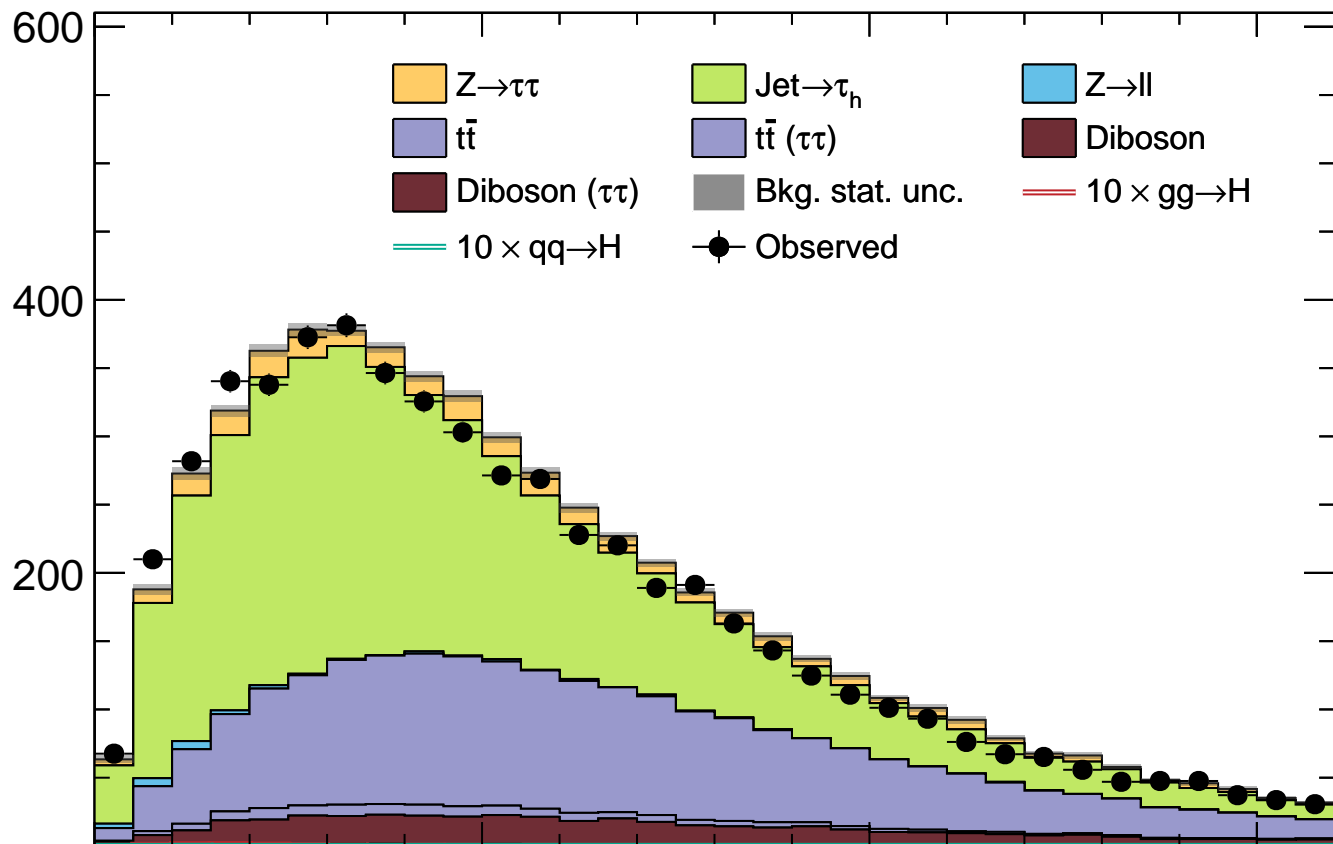 600
Z→ττ Jet→τh Z→ll
tt̄ tt̄ (ττ) Diboson
Diboson (ττ) Bkg. stat. unc. 10 × gg→H
10 × qq→H Observed
400
200